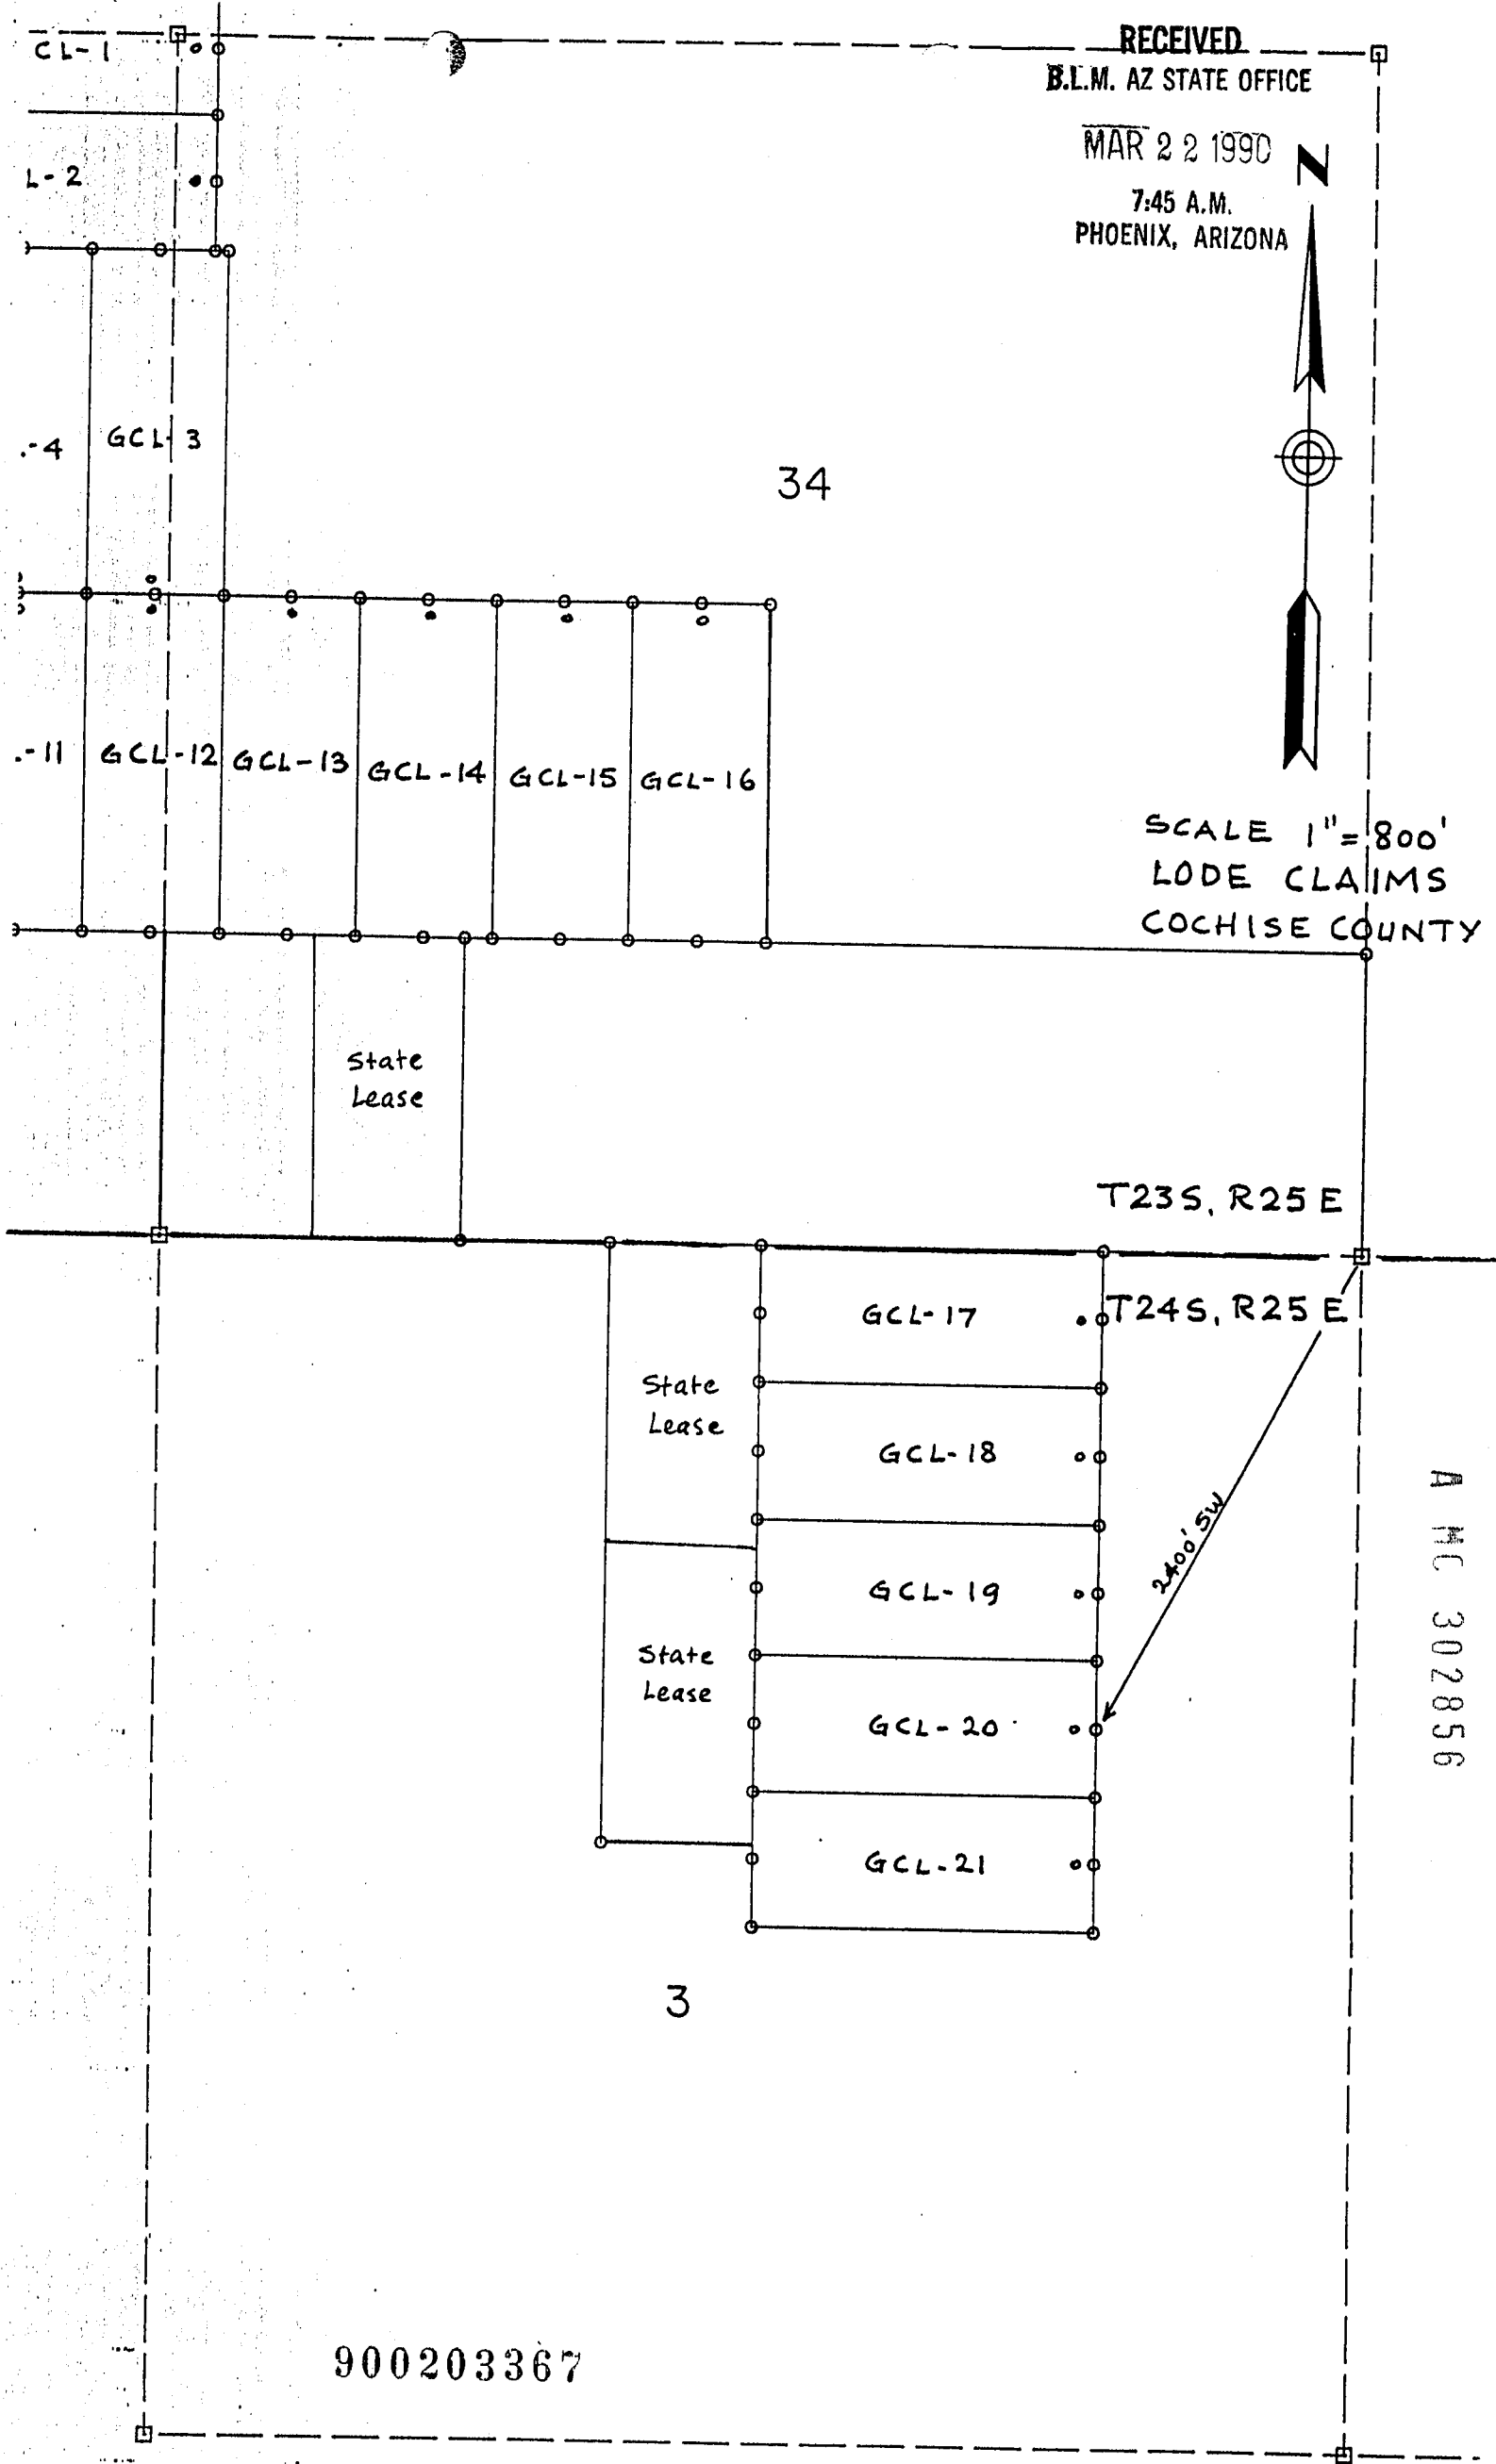 CL-1
RECEIVED
B.L.M. AZ STATE OFFICE
MAR 22 1990
N
7:45 A.M.
PHOENIX, ARIZONA
L-2
.-4
GCL-3
34
.-11
GCL-12
GCL-13
GCL-14
GCL-15
GCL-16
SCALE 1"=800'
LODE CLAIMS
COCHISE COUNTY
State
Lease
T23S, R25E
T24S, R25E
GCL-17
State
Lease
GCL-18
2400' SW
GCL-19
State
Lease
GCL-20
GCL-21
A MC 302856
3
900203367